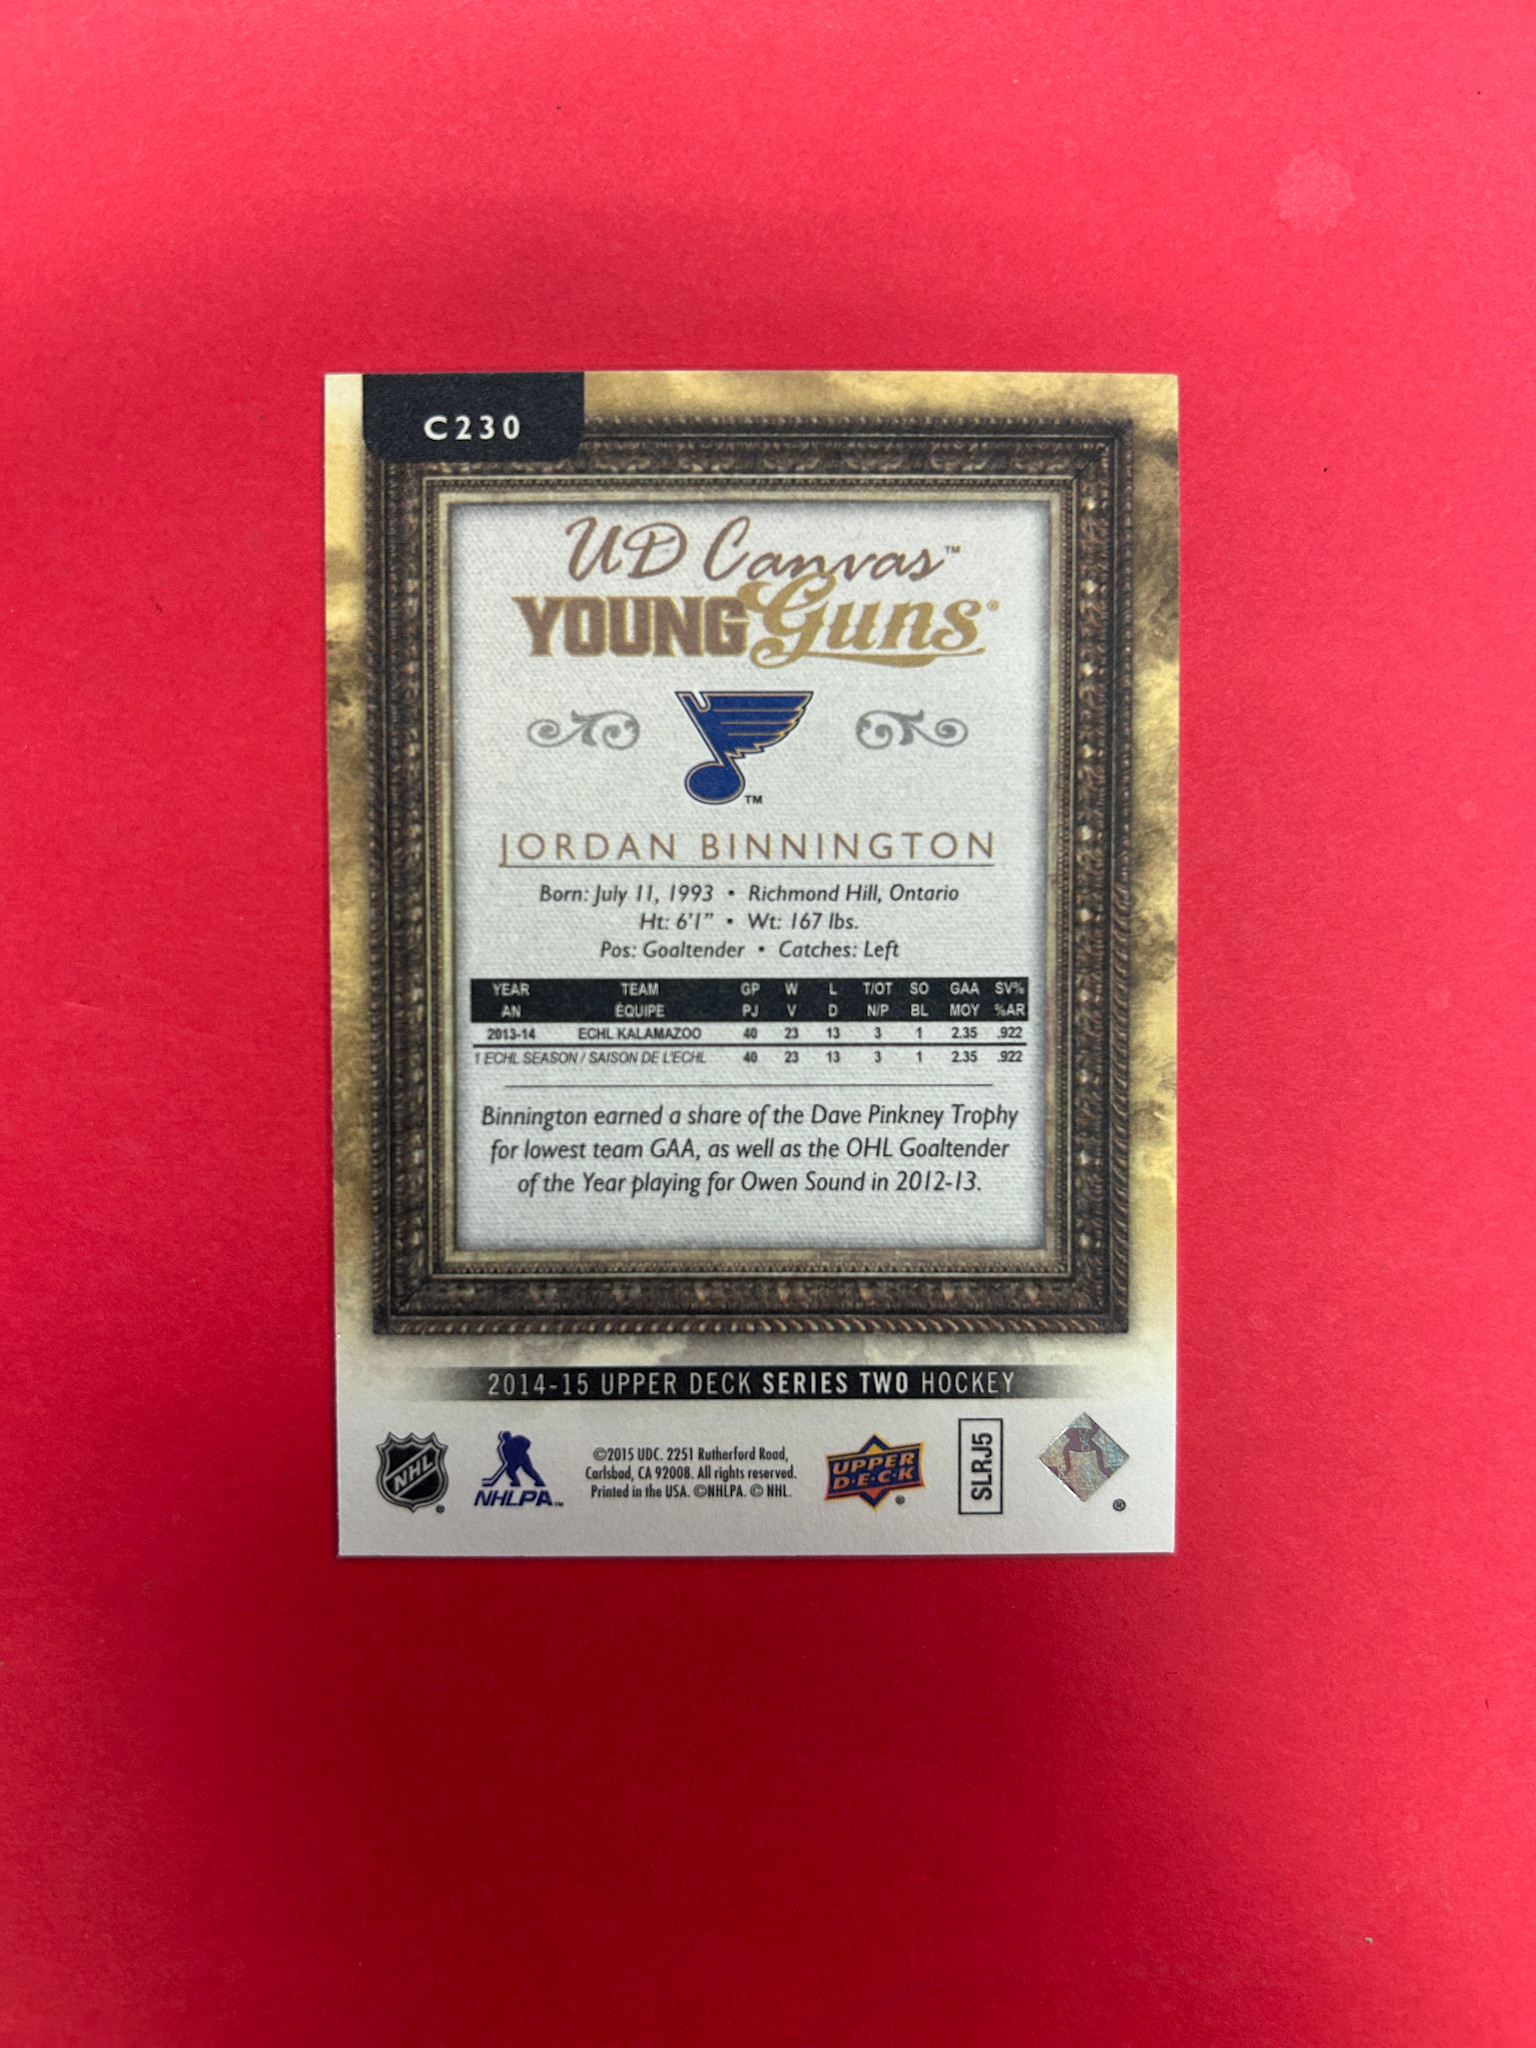 C230
UD Canvas™
YOUNG Guns®
TM
JORDAN BINNINGTON
Born: July 11, 1993 • Richmond Hill, Ontario
Ht: 6'1" • Wt: 167 lbs.
Pos: Goaltender • Catches: Left
YEAR TEAM GP W L T/OT SO GAA SV%
AN ÉQUIPE PJ V D N/P BL MOY %AR
2013-14 ECHL KALAMAZOO 40 23 13 3 1 2.35 .922
1 ECHL SEASON / SAISON DE L'ECHL 40 23 13 3 1 2.35 .922
Binnington earned a share of the Dave Pinkney Trophy
for lowest team GAA, as well as the OHL Goaltender
of the Year playing for Owen Sound in 2012-13.
2014-15 UPPER DECK SERIES TWO HOCKEY
NHL®
NHLPA™
©2015 UDC. 2251 Rutherford Road,
Carlsbad, CA 92008. All rights reserved.
Printed in the USA. ©NHLPA. © NHL.
UPPER
D·E·C·K®
SLRJ5
®